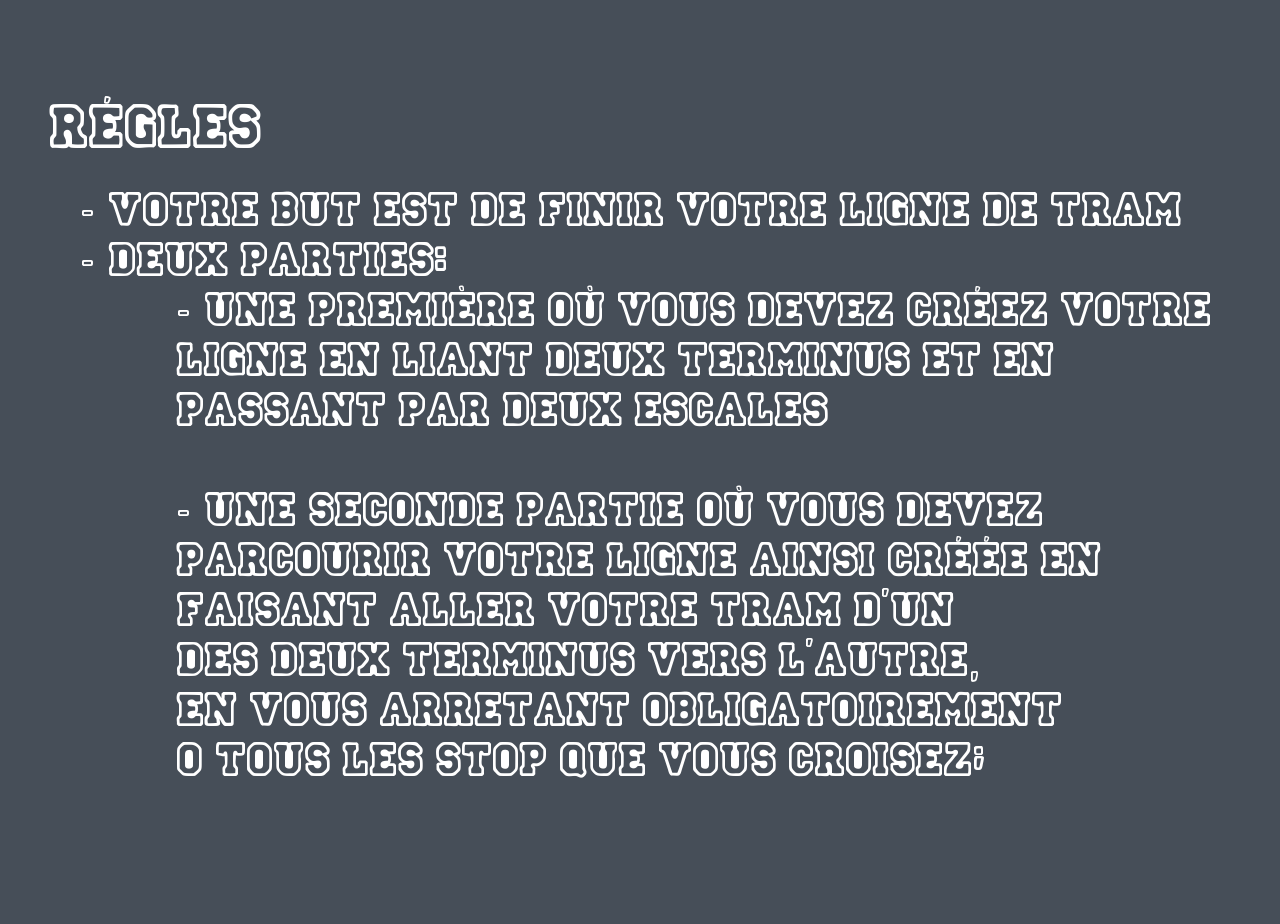 RÉGLES
- VOTRE BUT EST DE FINIR VOTRE LIGNE DE TRAM
- DEUX PARTIES:
- UNE PREMIÈRE OÙ VOUS DEVEZ CRÉEZ VOTRE
LIGNE EN LIANT DEUX TERMINUS ET EN
PASSANT PAR DEUX ESCALES
- UNE SECONDE PARTIE OÙ VOUS DEVEZ
PARCOURIR VOTRE LIGNE AINSI CRÉÉE EN
FAISANT ALLER VOTRE TRAM D'UN
DES DEUX TERMINUS VERS L'AUTRE,
EN VOUS ARRETANT OBLIGATOIREMENT
O TOUS LES STOP QUE VOUS CROISEZ;